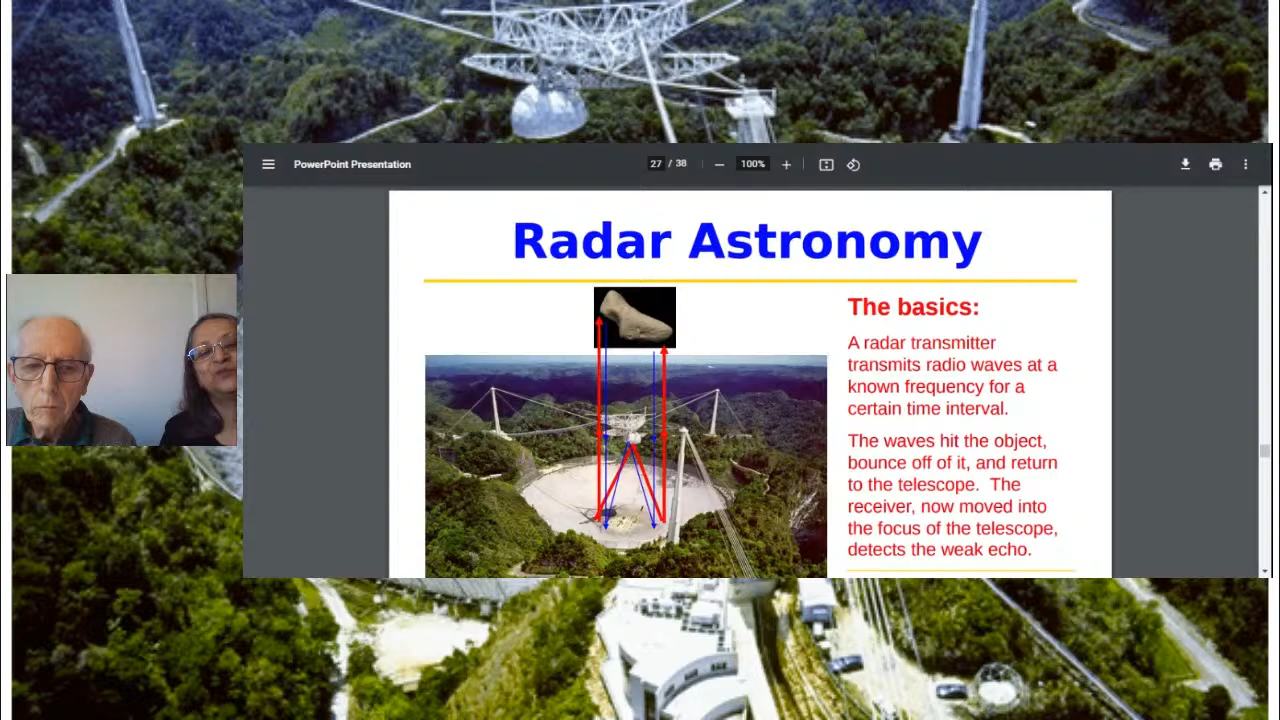 PowerPoint Presentation
27 / 38
100%
Radar Astronomy
The basics:
A radar transmitter
transmits radio waves at a
known frequency for a
certain time interval.
The waves hit the object,
bounce off of it, and return
to the telescope.  The
receiver, now moved into
the focus of the telescope,
detects the weak echo.